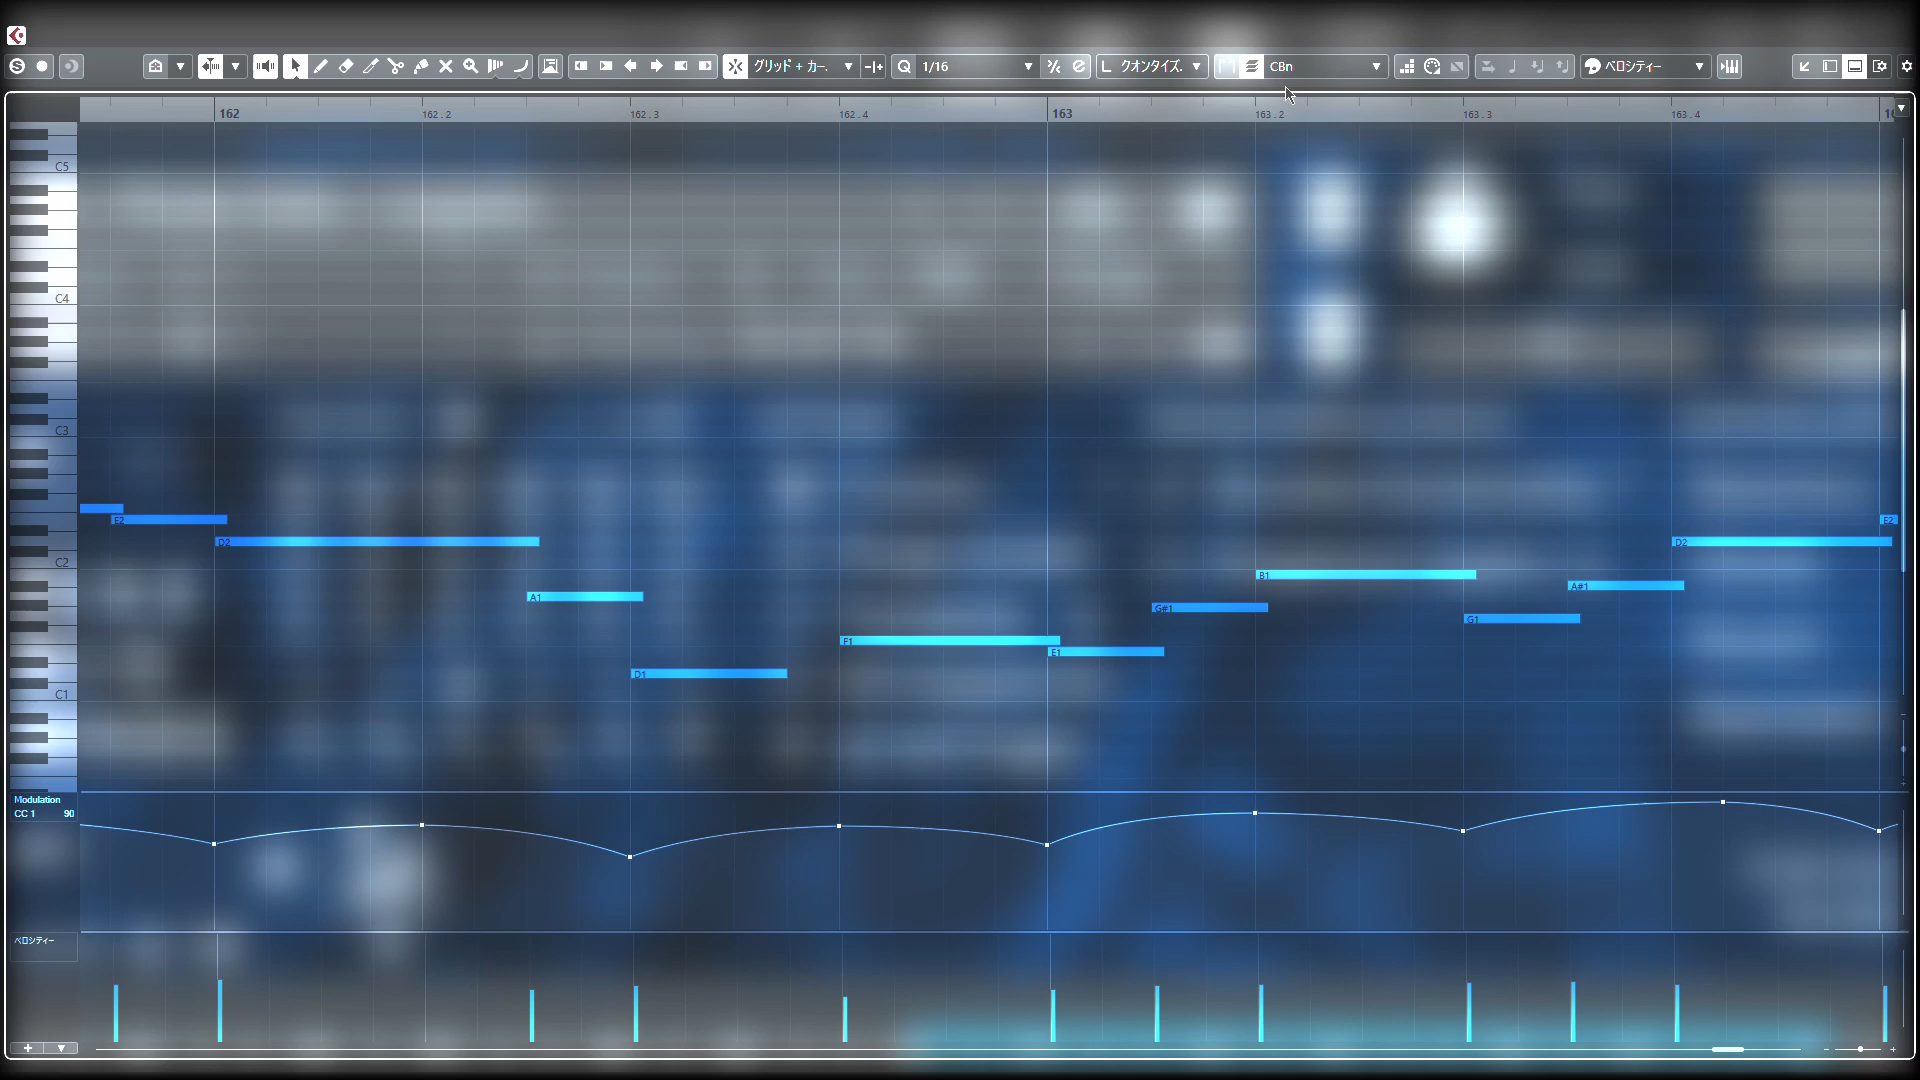 グリッド + カー. 1/16 クオンタイズ. CBn ベロシティー
162 162.2 162.3 162.4 163 163.2 163.3 163.4
C5
C4
C3
E2 E2
D2 D2
C2
B1
A#1
A1
G#1
G1
F1
E1
D1
C1
Modulation
CC 1 90
ベロシティー